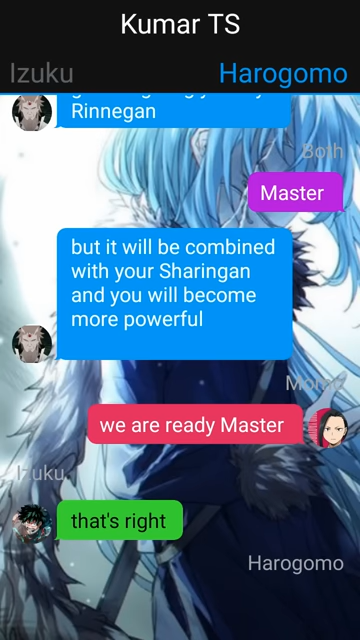 Kumar TS
Izuku
Harogomo
Rinnegan
Both
Master
but it will be combined
with your Sharingan
and you will become
more powerful
we are ready Master
Izuku
that's right
Harogomo